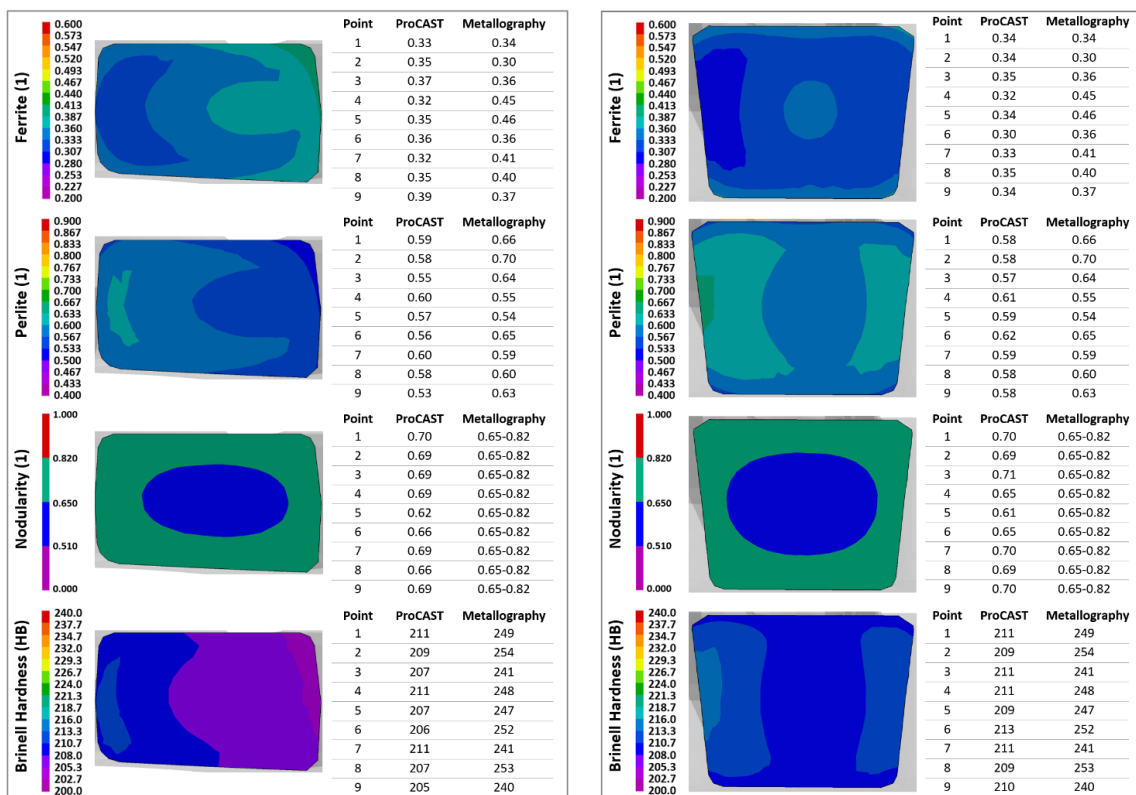 Ferrite (1)
0.600
0.573
0.547
0.520
0.493
0.467
0.440
0.413
0.387
0.360
0.333
0.307
0.280
0.253
0.227
0.200
Point ProCAST Metallography
1 0.33 0.34
2 0.35 0.30
3 0.37 0.36
4 0.32 0.45
5 0.35 0.46
6 0.36 0.36
7 0.32 0.41
8 0.35 0.40
9 0.39 0.37
Perlite (1)
0.900
0.867
0.833
0.800
0.767
0.733
0.700
0.667
0.633
0.600
0.567
0.533
0.500
0.467
0.433
0.400
Point ProCAST Metallography
1 0.59 0.66
2 0.58 0.70
3 0.55 0.64
4 0.60 0.55
5 0.57 0.54
6 0.56 0.65
7 0.60 0.59
8 0.58 0.60
9 0.53 0.63
Nodularity (1)
1.000
0.820
0.650
0.510
0.000
Point ProCAST Metallography
1 0.70 0.65-0.82
2 0.69 0.65-0.82
3 0.69 0.65-0.82
4 0.69 0.65-0.82
5 0.62 0.65-0.82
6 0.66 0.65-0.82
7 0.69 0.65-0.82
8 0.66 0.65-0.82
9 0.69 0.65-0.82
Brinell Hardness (HB)
240.0
237.7
234.7
232.0
229.3
226.7
224.0
221.3
218.7
216.0
213.3
210.7
208.0
205.3
202.7
200.0
Point ProCAST Metallography
1 211 249
2 209 254
3 207 241
4 211 248
5 207 247
6 206 252
7 211 241
8 207 253
9 205 240
Ferrite (1)
0.600
0.573
0.547
0.520
0.493
0.467
0.440
0.413
0.387
0.360
0.333
0.307
0.280
0.253
0.227
0.200
Point ProCAST Metallography
1 0.34 0.34
2 0.34 0.30
3 0.35 0.36
4 0.32 0.45
5 0.34 0.46
6 0.30 0.36
7 0.33 0.41
8 0.35 0.40
9 0.34 0.37
Perlite (1)
0.900
0.867
0.833
0.800
0.767
0.733
0.700
0.667
0.633
0.600
0.567
0.533
0.500
0.467
0.433
0.400
Point ProCAST Metallography
1 0.58 0.66
2 0.58 0.70
3 0.57 0.64
4 0.61 0.55
5 0.59 0.54
6 0.62 0.65
7 0.59 0.59
8 0.58 0.60
9 0.58 0.63
Nodularity (1)
1.000
0.820
0.650
0.510
0.000
Point ProCAST Metallography
1 0.70 0.65-0.82
2 0.69 0.65-0.82
3 0.71 0.65-0.82
4 0.65 0.65-0.82
5 0.61 0.65-0.82
6 0.65 0.65-0.82
7 0.70 0.65-0.82
8 0.69 0.65-0.82
9 0.70 0.65-0.82
Brinell Hardness (HB)
240.0
237.7
234.7
232.0
229.3
226.7
224.0
221.3
218.7
216.0
213.3
210.7
208.0
205.3
202.7
200.0
Point ProCAST Metallography
1 211 249
2 209 254
3 211 241
4 211 248
5 209 247
6 213 252
7 211 241
8 209 253
9 210 240